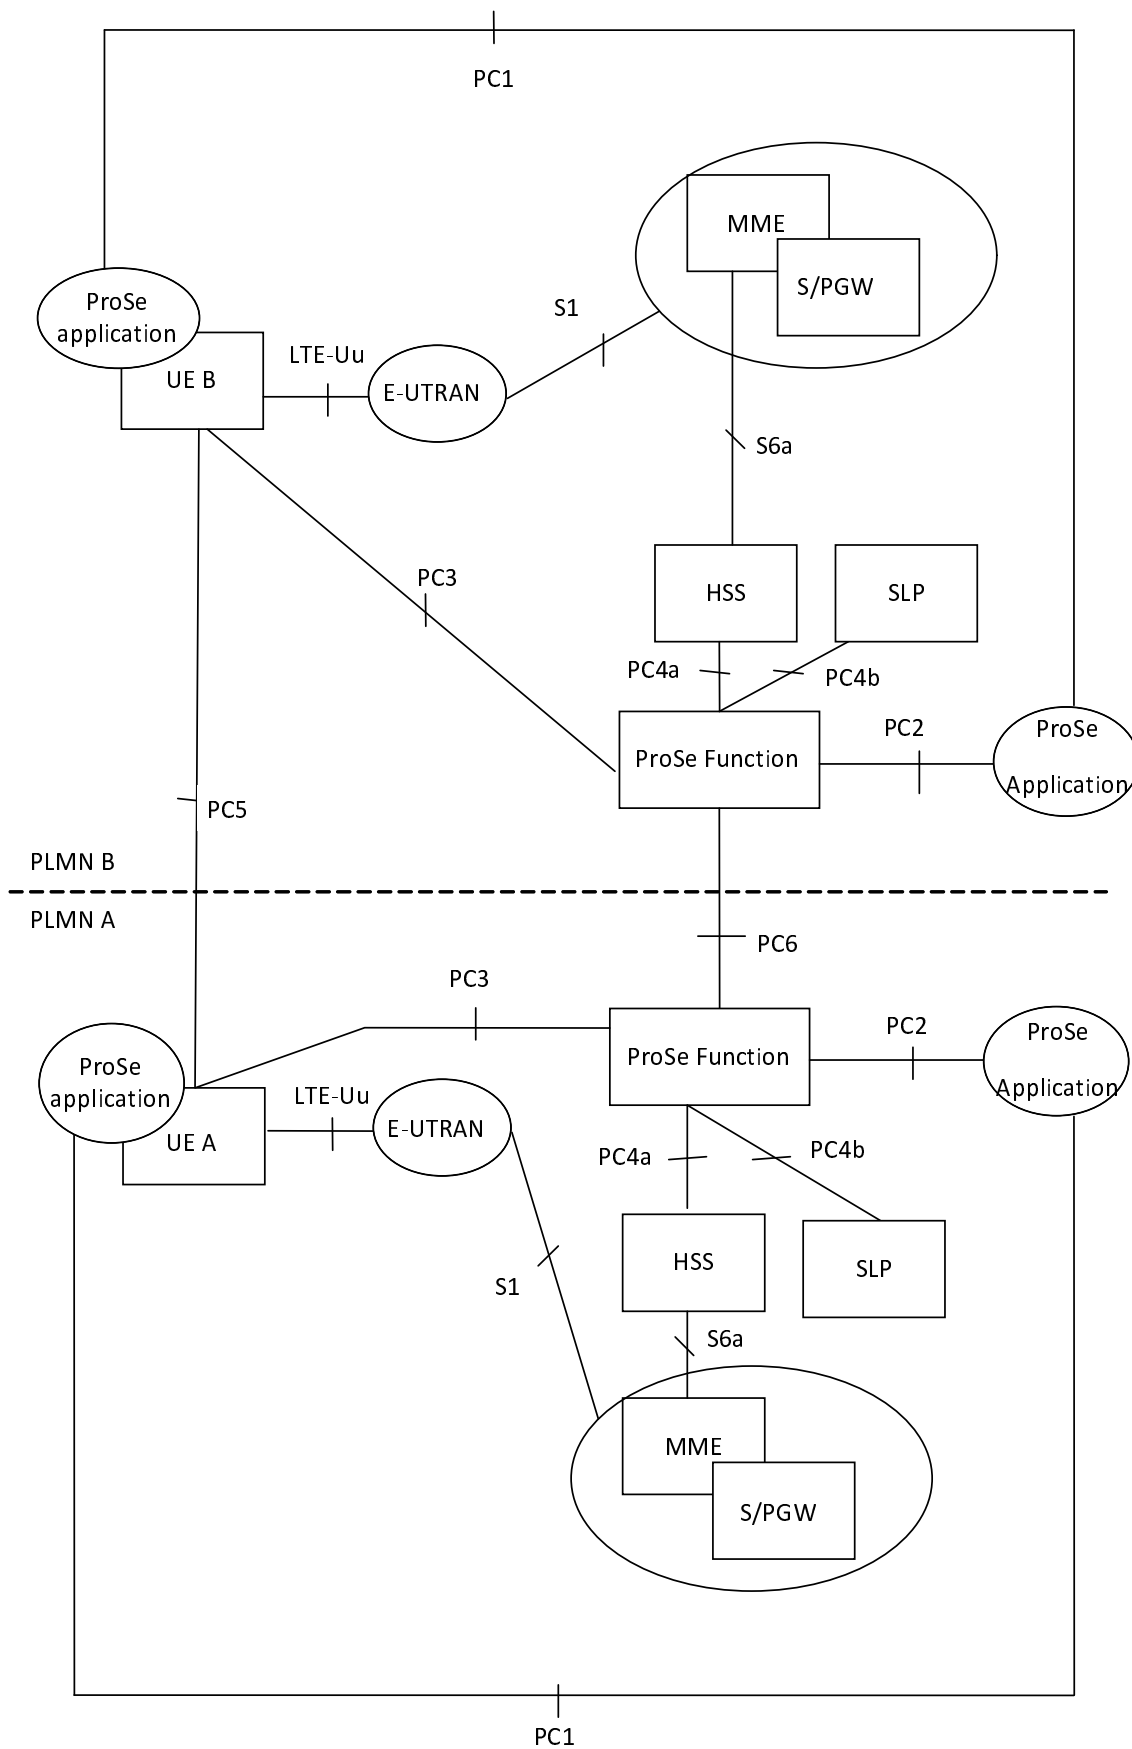 PC1
MME
S/PGW
ProSe
application
S1
LTE-Uu
UE B
E-UTRAN
S6a
PC3
HSS
SLP
PC4a
PC4b
PC2
ProSe
Application
ProSe Function
PC5
PLMN B
PLMN A
PC6
PC3
PC2
ProSe
Application
ProSe Function
ProSe
application
LTE-Uu
E-UTRAN
UE A
PC4a
PC4b
HSS
SLP
S1
S6a
MME
S/PGW
PC1